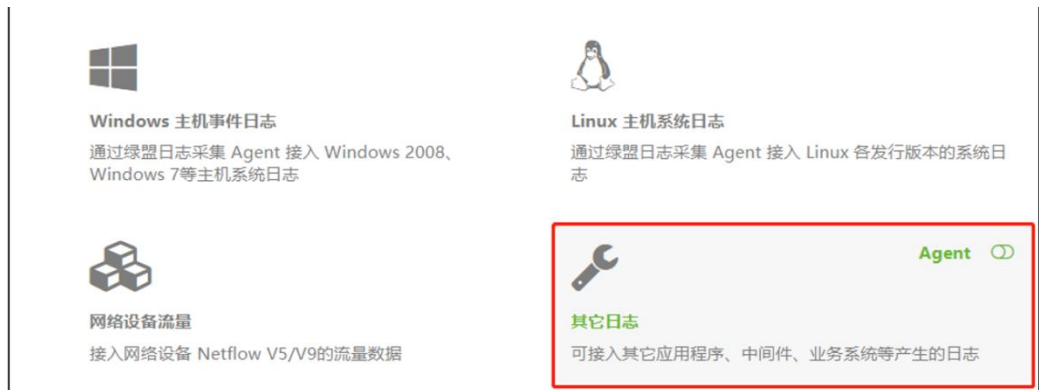 Windows 主机事件日志
通过绿盟日志采集 Agent 接入 Windows 2008、
Windows 7等主机系统日志
Linux 主机系统日志
通过绿盟日志采集 Agent 接入 Linux 各发行版本的系统日
志
网络设备流量
接入网络设备 Netflow V5/V9的流量数据
Agent
其它日志
可接入其它应用程序、中间件、业务系统等产生的日志